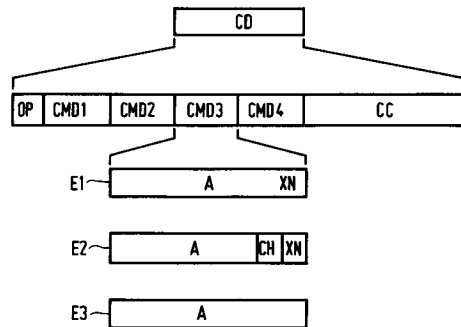 CD
OP CMD1 CMD2 CMD3 CMD4 CC
E1 A XN
E2 A CH XN
E3 A